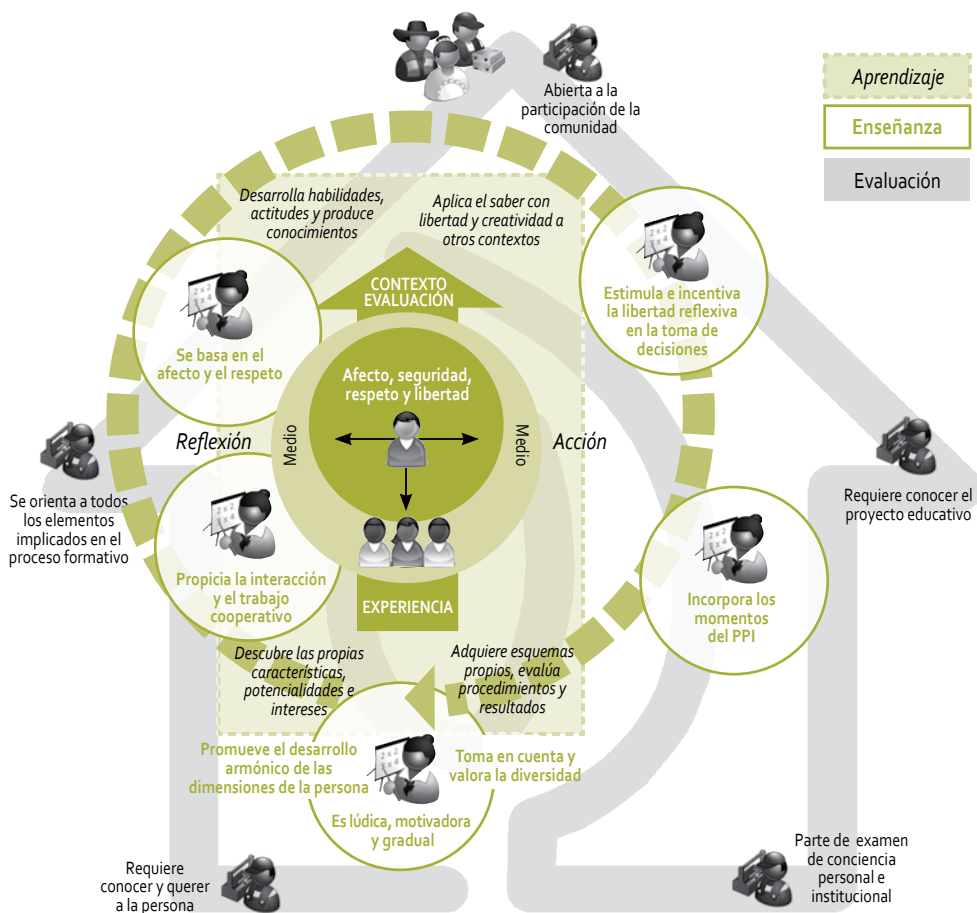 Abierta a la
participación de la
comunidad
Aprendizaje
Enseñanza
Evaluación
Desarrolla habilidades,
actitudes y produce
conocimientos
Aplica el saber con
libertad y creatividad a
otros contextos
CONTEXTO
EVALUACIÓN
Estimula e incentiva
la libertad reflexiva
en la toma de
decisiones
Se basa en el
afecto y el respeto
Afecto, seguridad,
respeto y libertad
Reflexión
Medio
Medio
Acción
Se orienta a todos
los elementos
implicados en el
proceso formativo
Requiere conocer el
proyecto educativo
Propicia la interacción
y el trabajo
cooperativo
EXPERIENCIA
Incorpora los
momentos
del PPI
Descubre las propias
características,
potencialidades e
intereses
Adquiere esquemas
propios, evalúa
procedimientos y
resultados
Promueve el desarrollo
armónico de las
dimensiones de la persona
Toma en cuenta y
valora la diversidad
Es lúdica, motivadora
y gradual
Requiere
conocer y querer
a la persona
Parte de examen
de conciencia
personal e
institucional